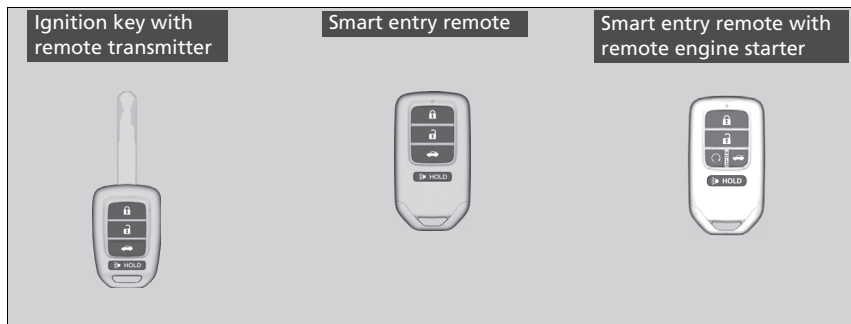 Ignition key with
remote transmitter
Smart entry remote
Smart entry remote with
remote engine starter
HOLD
HOLD
HOLD